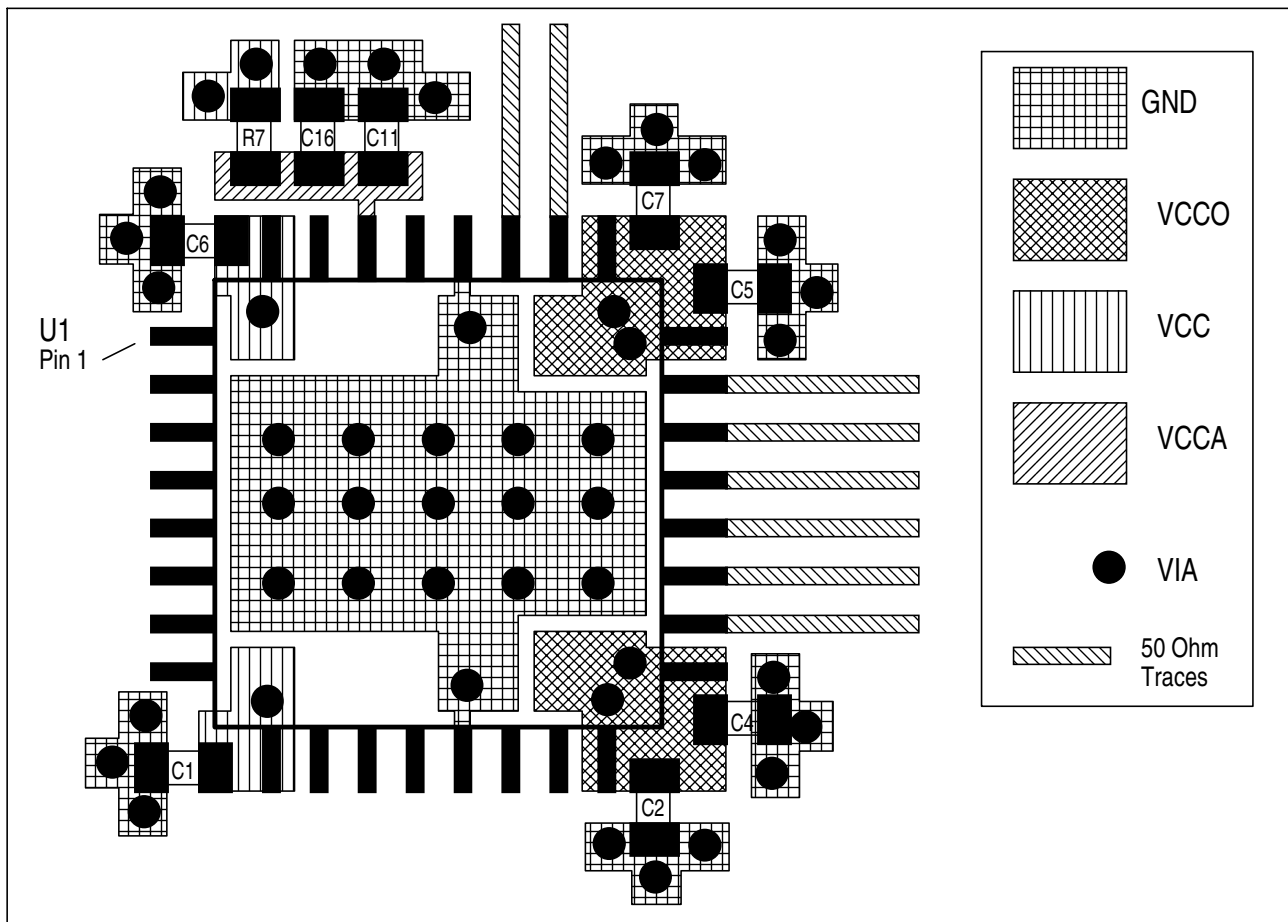 R7
C16
C11
C7
C6
C5
U1
Pin 1
C4
C1
C2
GND
VCCO
VCC
VCCA
VIA
50 Ohm
Traces